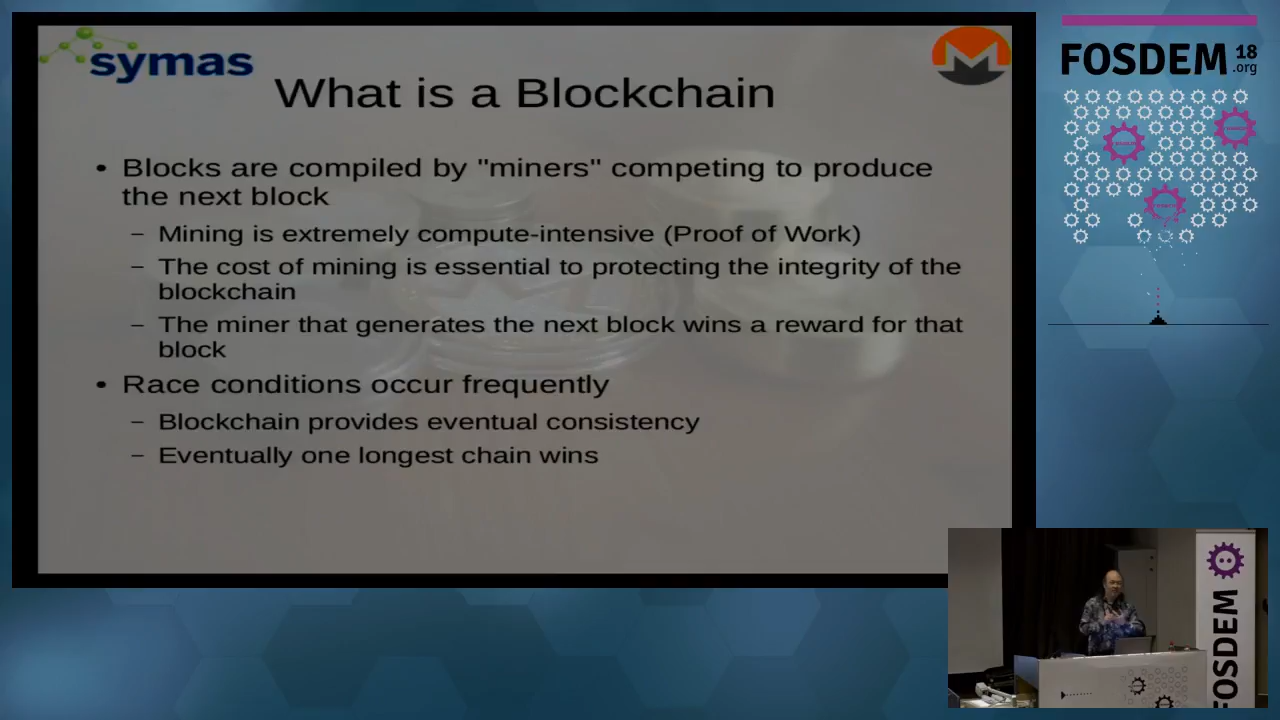 symas
What is a Blockchain
• Blocks are compiled by "miners" competing to produce
the next block
– Mining is extremely compute-intensive (Proof of Work)
– The cost of mining is essential to protecting the integrity of the
blockchain
– The miner that generates the next block wins a reward for that
block
• Race conditions occur frequently
– Blockchain provides eventual consistency
– Eventually one longest chain wins
FOSDEM 18
.org
FOSDEM